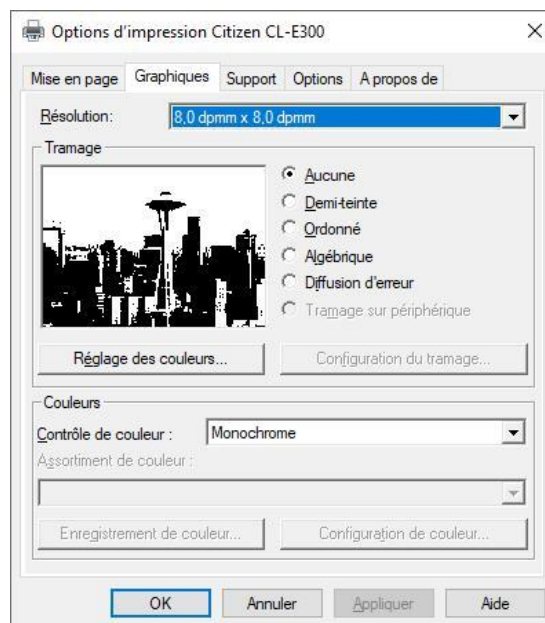 Options d'impression Citizen CL-E300
Mise en page Graphiques Support Options A propos de
Résolution: 8,0 dpmm x 8,0 dpmm
Tramage
Aucune
Demi-teinte
Ordonné
Algébrique
Diffusion d'erreur
Tramage sur périphérique
Réglage des couleurs... Configuration du tramage...
Couleurs
Contrôle de couleur : Monochrome
Assortiment de couleur :
Enregistrement de couleur... Configuration de couleur...
OK Annuler Appliquer Aide